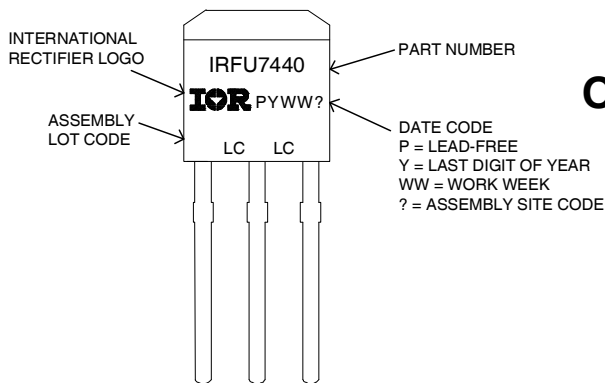 INTERNATIONAL
RECTIFIER LOGO
ASSEMBLY
LOT CODE
IRFU7440
IOR PYWW?
LC LC
PART NUMBER
DATE CODE
P = LEAD-FREE
Y = LAST DIGIT OF YEAR
WW = WORK WEEK
? = ASSEMBLY SITE CODE